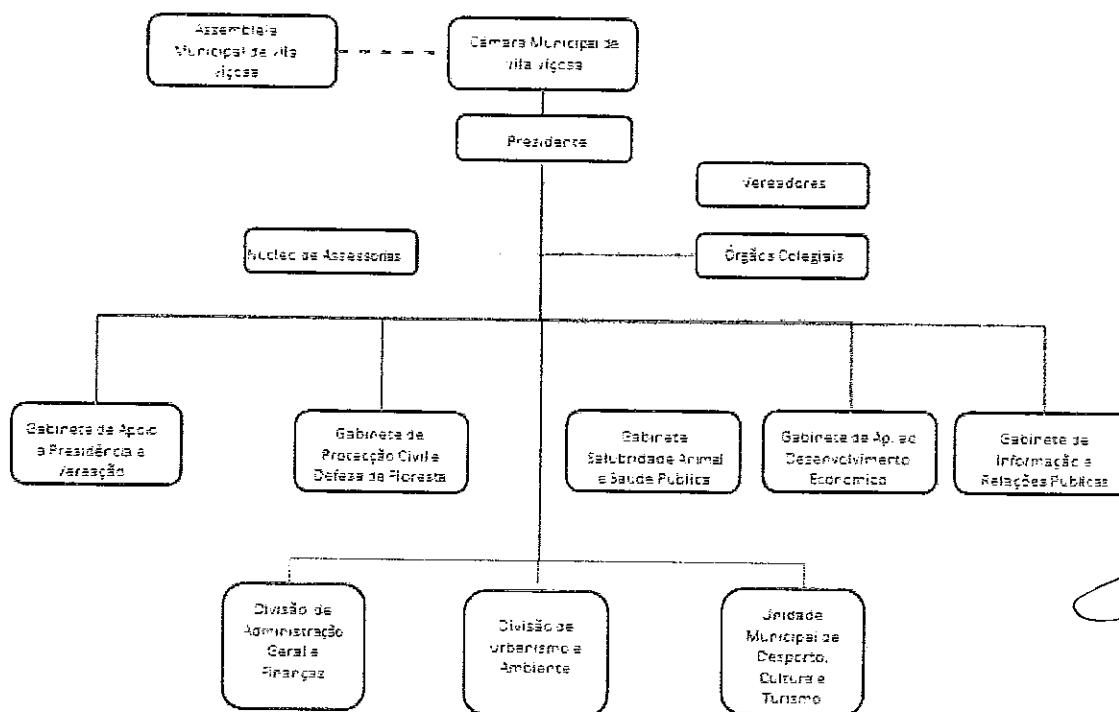 Assembleia
Municipal de Vila
Viçosa
Câmara Municipal de
Vila Viçosa
Presidente
Vereadores
Núcleo de Assessorias
Órgãos Colegiais
Gabinete de Apoio
a Presidência e
Vereação
Gabinete de
Protecção Civil e
Defesa da Floresta
Gabinete
Salubridade Animal
e Saúde Pública
Gabinete de Ap. ao
Desenvolvimento
Economico
Gabinete de
Informação e
Relações Publicas
Divisão de
Administração
Geral e
Finanças
Divisão de
Urbanismo e
Ambiente
Unidade
Municipal de
Desporto,
Cultura e
Turismo